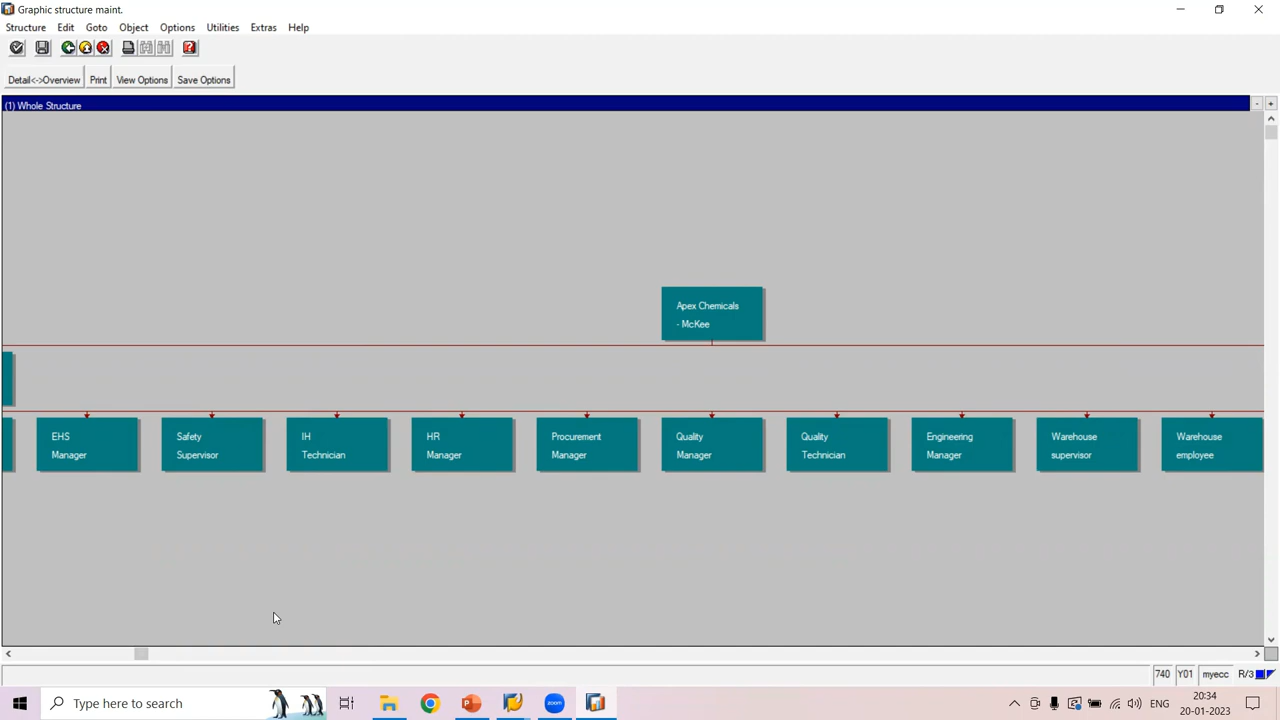 Graphic structure maint.
Structure Edit Goto Object Options Utilities Extras Help
Detail<->Overview Print View Options Save Options
(1) Whole Structure
Apex Chemicals
- McKee
EHS
Manager
Safety
Supervisor
IH
Technician
HR
Manager
Procurement
Manager
Quality
Manager
Quality
Technician
Engineering
Manager
Warehouse
supervisor
Warehouse
employee
740 Y01 myecc R/3
Type here to search
zoom
ENG
20:34
20-01-2023